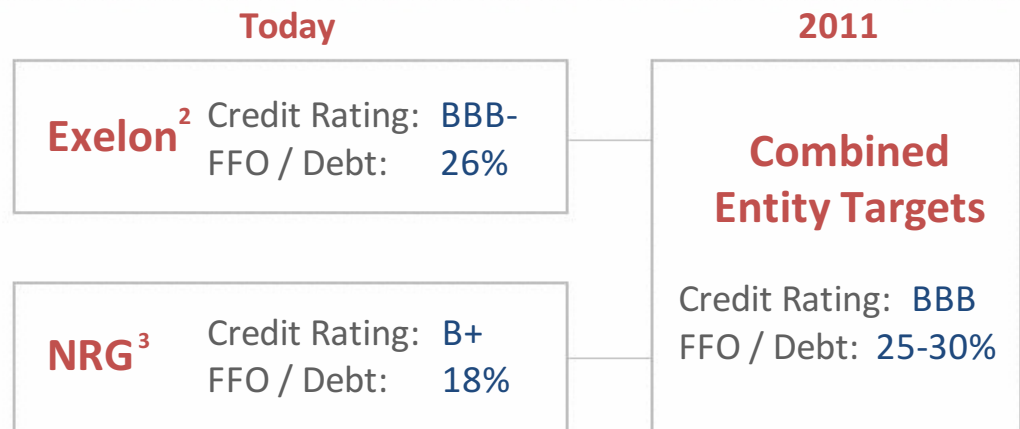 Today
2011
Exelon²
Credit Rating: BBB-
FFO / Debt: 26%
NRG³
Credit Rating: B+
FFO / Debt: 18%
Combined
Entity Targets
Credit Rating: BBB
FFO / Debt: 25-30%